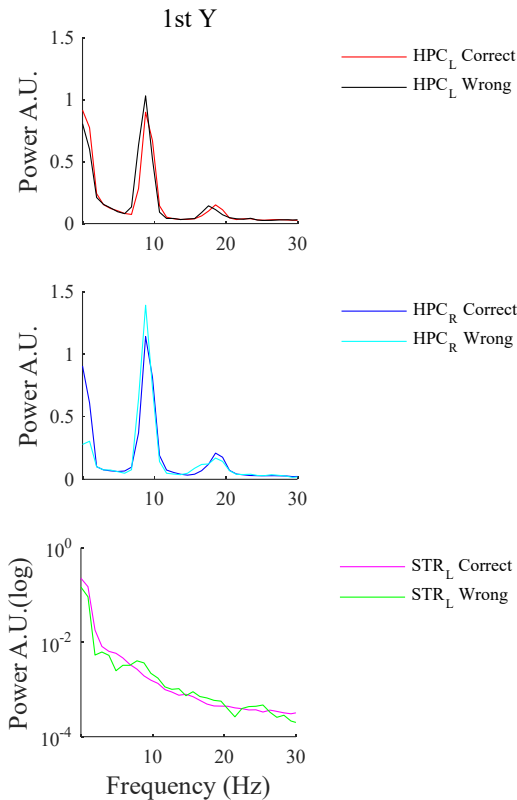 1st Y
1.5
1
0.5
0
10
20
30
Power A.U.
HPC_L Correct
HPC_L Wrong
1.5
1
0.5
0
10
20
30
Power A.U.
HPC_R Correct
HPC_R Wrong
10^0
10^-2
10^-4
10
20
30
Power A.U.(log)
STR_L Correct
STR_L Wrong
Frequency (Hz)